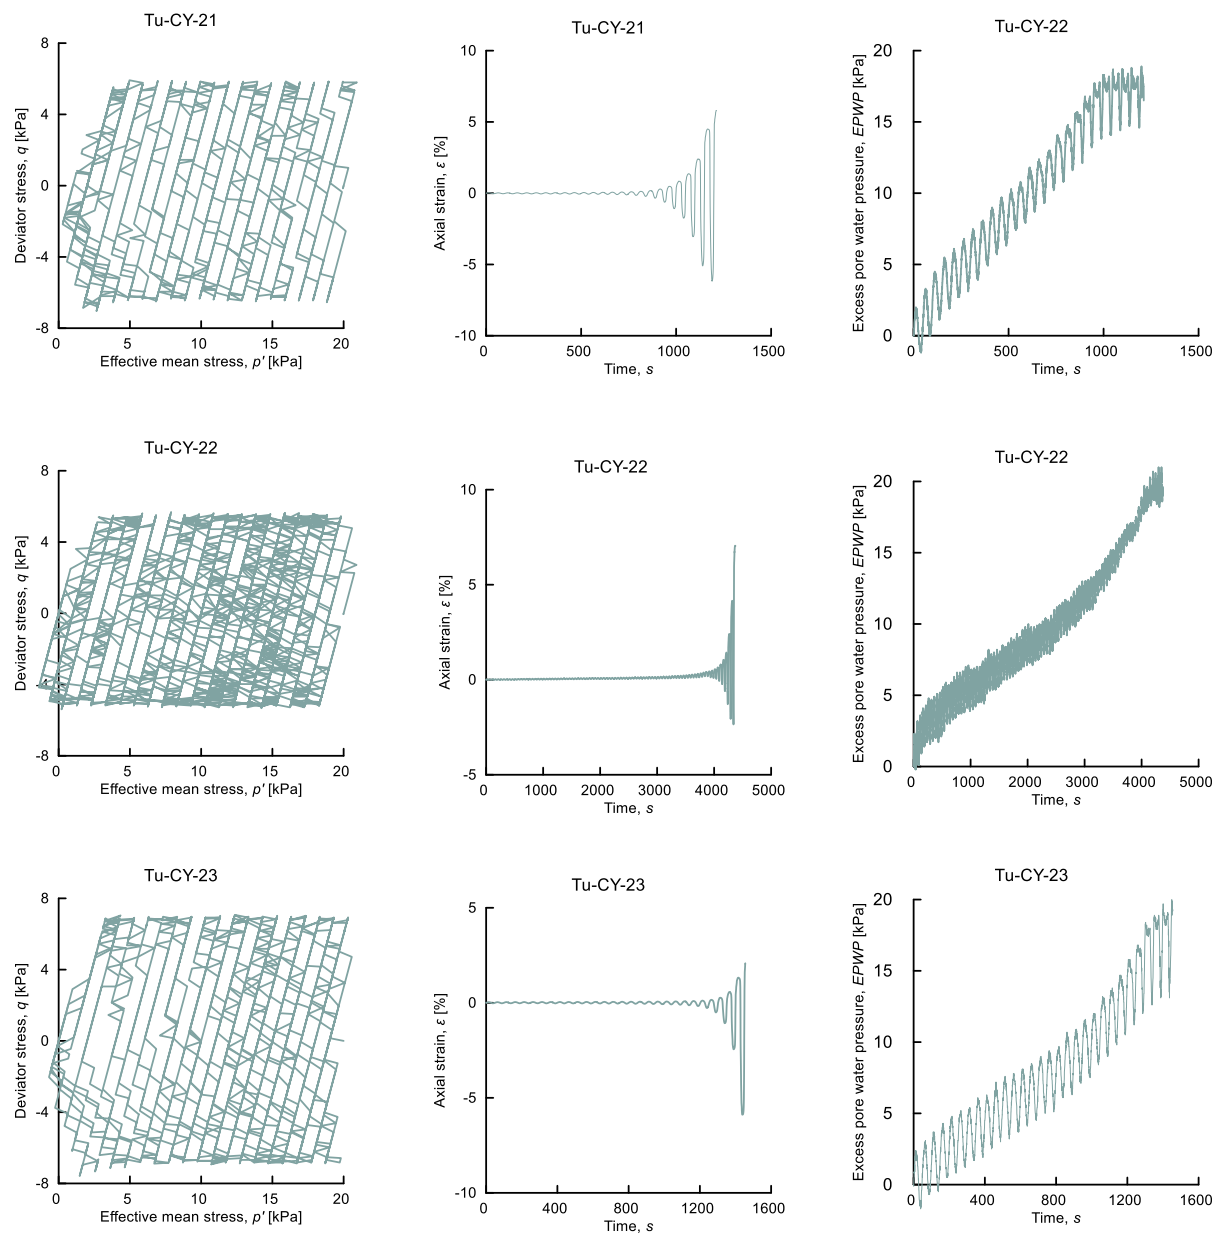 Tu-CY-21
8
4
0
-4
-8
Deviator stress, q [kPa]
0 5 10 15 20
Effective mean stress, p' [kPa]
Tu-CY-21
10
5
0
-5
-10
Axial strain, ε [%]
0 500 1000 1500
Time, s
Tu-CY-22
20
15
10
5
0
Excess pore water pressure, EPWP [kPa]
0 500 1000 1500
Time, s
Tu-CY-22
8
4
0
-4
-8
Deviator stress, q [kPa]
0 5 10 15 20
Effective mean stress, p' [kPa]
Tu-CY-22
10
5
0
-5
Axial strain, ε [%]
0 1000 2000 3000 4000 5000
Time, s
Tu-CY-22
20
15
10
5
0
Excess pore water pressure, EPWP [kPa]
0 1000 2000 3000 4000 5000
Time, s
Tu-CY-23
8
4
0
-4
-8
Deviator stress, q [kPa]
0 5 10 15 20
Effective mean stress, p' [kPa]
Tu-CY-23
5
0
-5
-10
Axial strain, ε [%]
0 400 800 1200 1600
Time, s
Tu-CY-23
20
15
10
5
0
Excess pore water pressure, EPWP [kPa]
0 400 800 1200 1600
Time, s